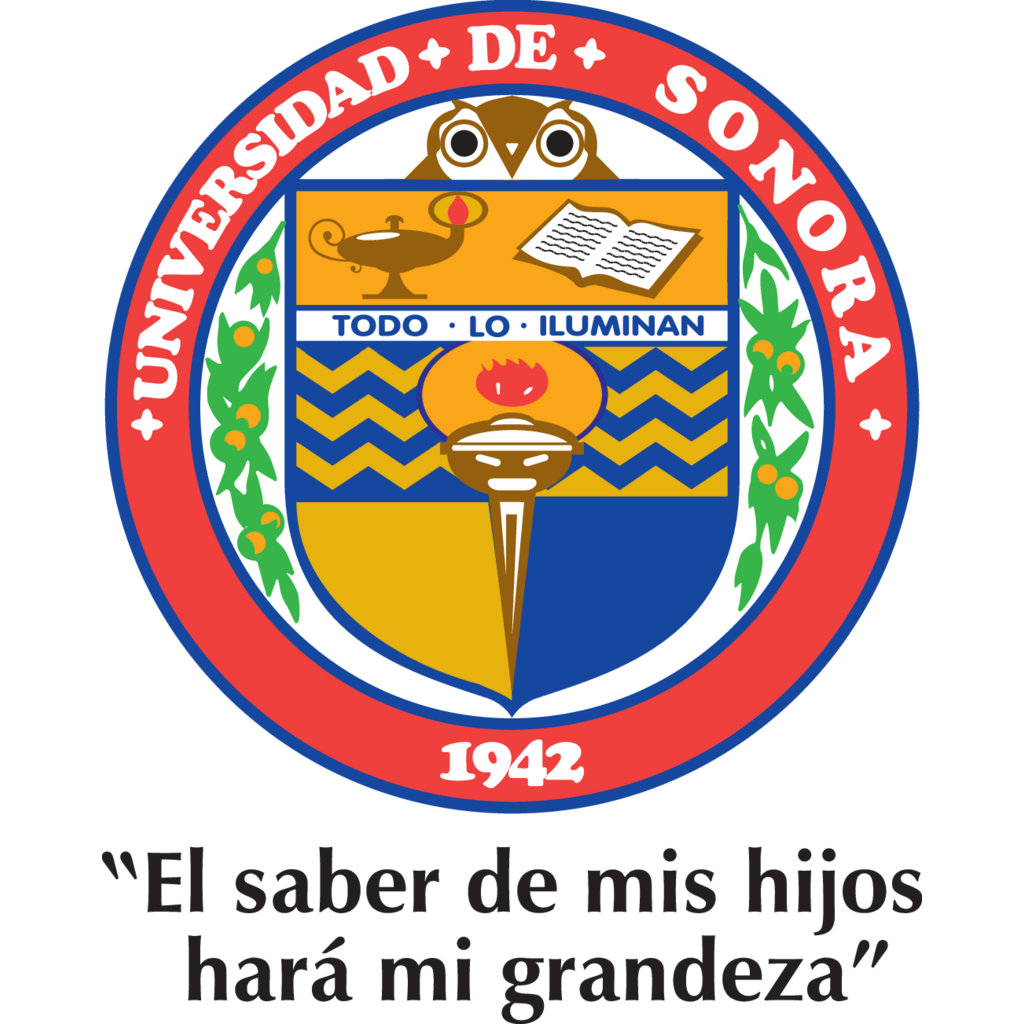 UNIVERSIDAD DE SONORA
TODO · LO · ILUMINAN
1942
“El saber de mis hijos
hará mi grandeza”